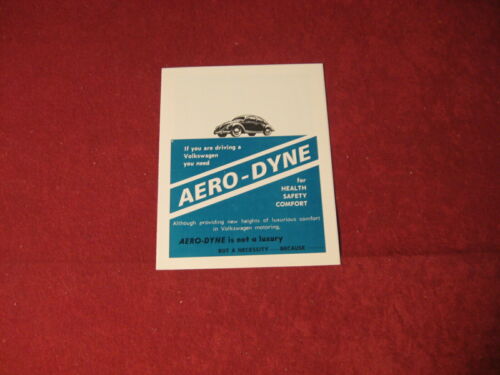 If you are driving a
Volkswagen
you need
AERO-DYNE
for
HEALTH
SAFETY
COMFORT
Although providing new heights of luxurious comfort
in Volkswagen motoring,
AERO-DYNE is not a luxury
BUT A NECESSITY.....BECAUSE.......